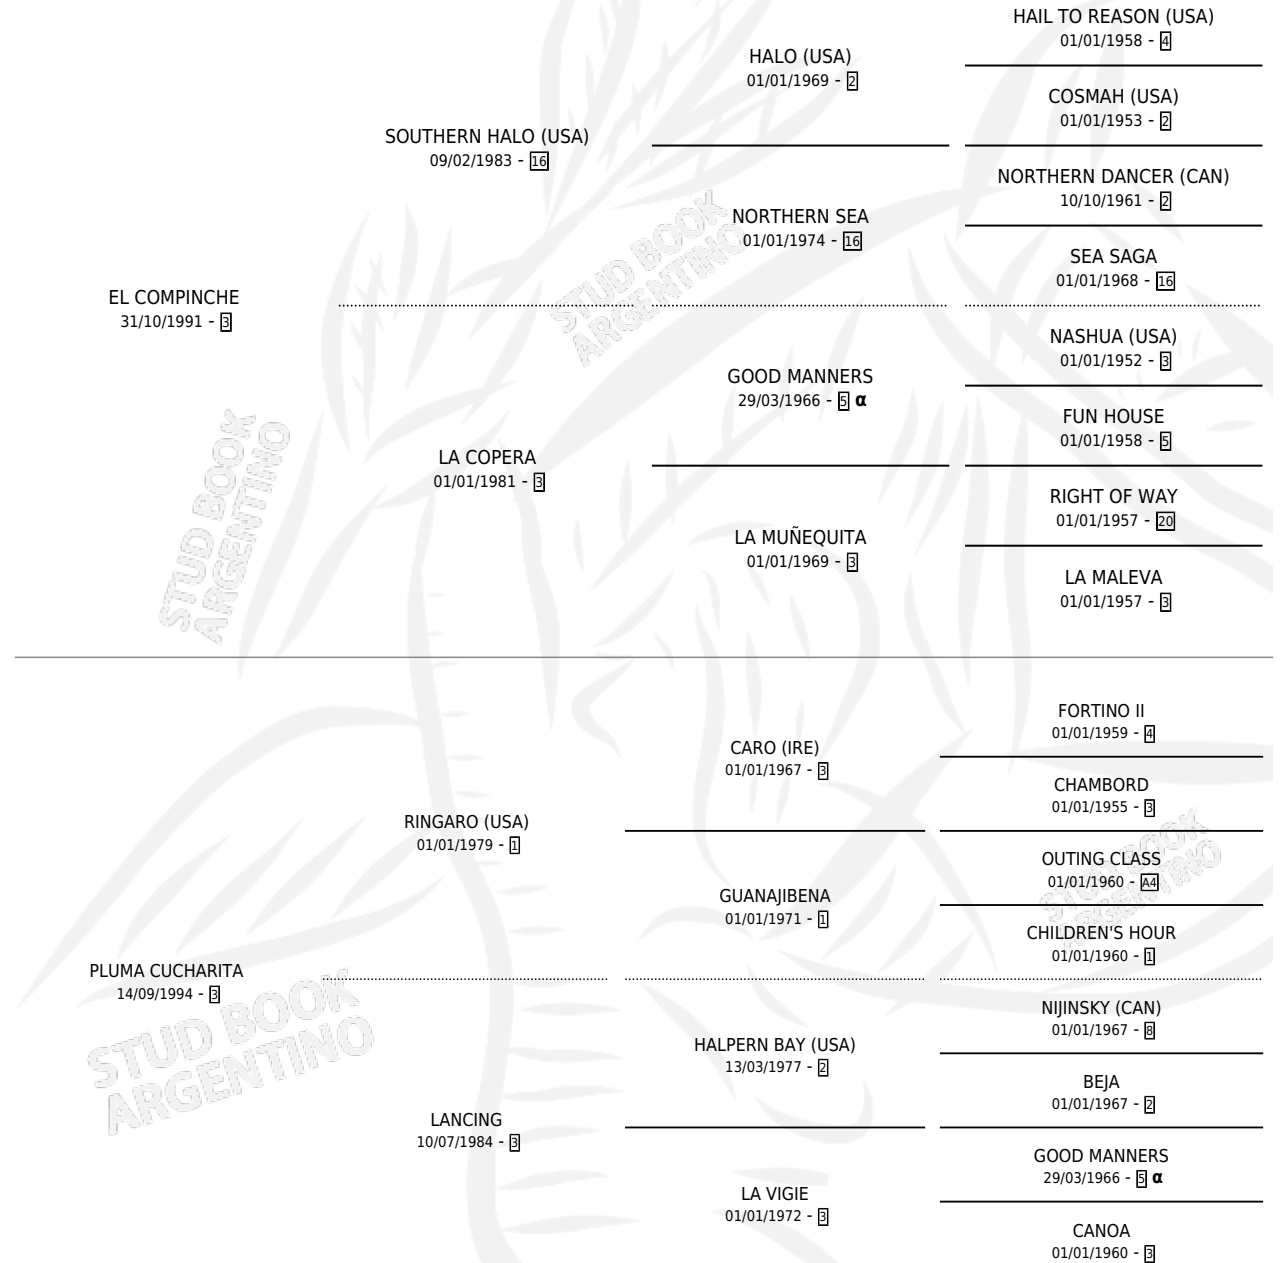 HAIL TO REASON (USA)
01/01/1958 - 4
HALO (USA)
01/01/1969 - 2
COSMAH (USA)
01/01/1953 - 2
SOUTHERN HALO (USA)
09/02/1983 - 16
NORTHERN DANCER (CAN)
10/10/1961 - 2
NORTHERN SEA
01/01/1974 - 16
SEA SAGA
01/01/1968 - 16
STUD BOOK
ARGENTINO
EL COMPINCHE
31/10/1991 - 3
NASHUA (USA)
01/01/1952 - 3
GOOD MANNERS
29/03/1966 - 5 α
FUN HOUSE
01/01/1958 - 5
LA COPERA
01/01/1981 - 3
RIGHT OF WAY
01/01/1957 - 20
LA MUÑEQUITA
01/01/1969 - 3
LA MALEVA
01/01/1957 - 3
STUD BOOK
ARGENTINO
FORTINO II
01/01/1959 - 4
CARO (IRE)
01/01/1967 - 3
CHAMBORD
01/01/1955 - 3
RINGARO (USA)
01/01/1979 - 1
OUTING CLASS
01/01/1960 - A4
GUANAJIBENA
01/01/1971 - 1
CHILDREN'S HOUR
01/01/1960 - 1
STUD BOOK
ARGENTINO
PLUMA CUCHARITA
14/09/1994 - 3
NIJINSKY (CAN)
01/01/1967 - 8
HALPERN BAY (USA)
13/03/1977 - 2
BEJA
01/01/1967 - 2
LANCING
10/07/1984 - 3
GOOD MANNERS
29/03/1966 - 5 α
LA VIGIE
01/01/1972 - 3
CANOA
01/01/1960 - 3
STUD BOOK
ARGENTINO